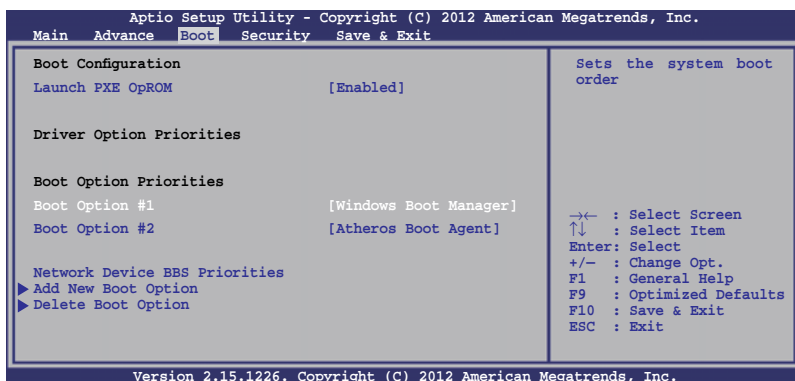 Aptio Setup Utility - Copyright (C) 2012 American Megatrends, Inc.
Main Advance Boot Security Save & Exit
Boot Configuration
Launch PXE OpROM [Enabled]
Driver Option Priorities
Boot Option Priorities
Boot Option #1 [Windows Boot Manager]
Boot Option #2 [Atheros Boot Agent]
Network Device BBS Priorities
Add New Boot Option
Delete Boot Option
Sets the system boot
order
→← : Select Screen
↑↓ : Select Item
Enter: Select
+/— : Change Opt.
F1 : General Help
F9 : Optimized Defaults
F10 : Save & Exit
ESC : Exit
Version 2.15.1226. Copyright (C) 2012 American Megatrends, Inc.